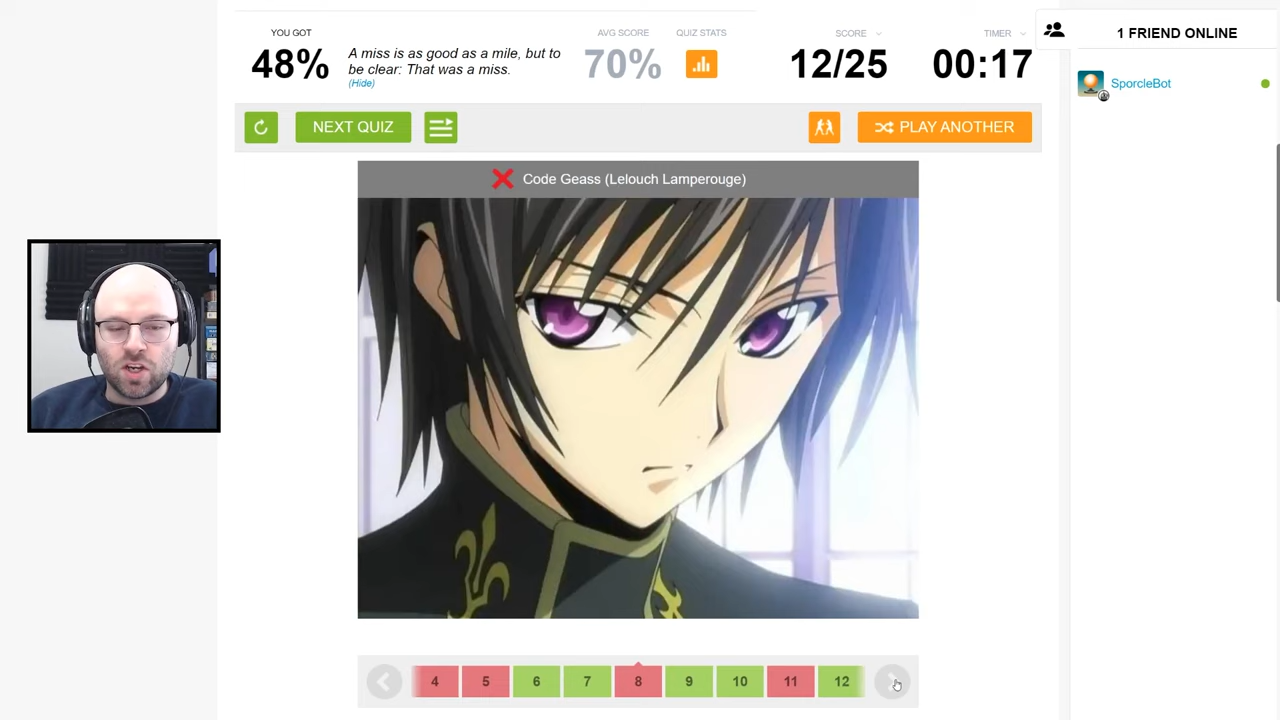 YOU GOT
48%
A miss is as good as a mile, but to
be clear: That was a miss.
(Hide)
AVG SCORE
70%
QUIZ STATS
SCORE
12/25
TIMER
00:17
1 FRIEND ONLINE
SporcleBot
NEXT QUIZ
PLAY ANOTHER
Code Geass (Lelouch Lamperouge)
4 5 6 7 8 9 10 11 12